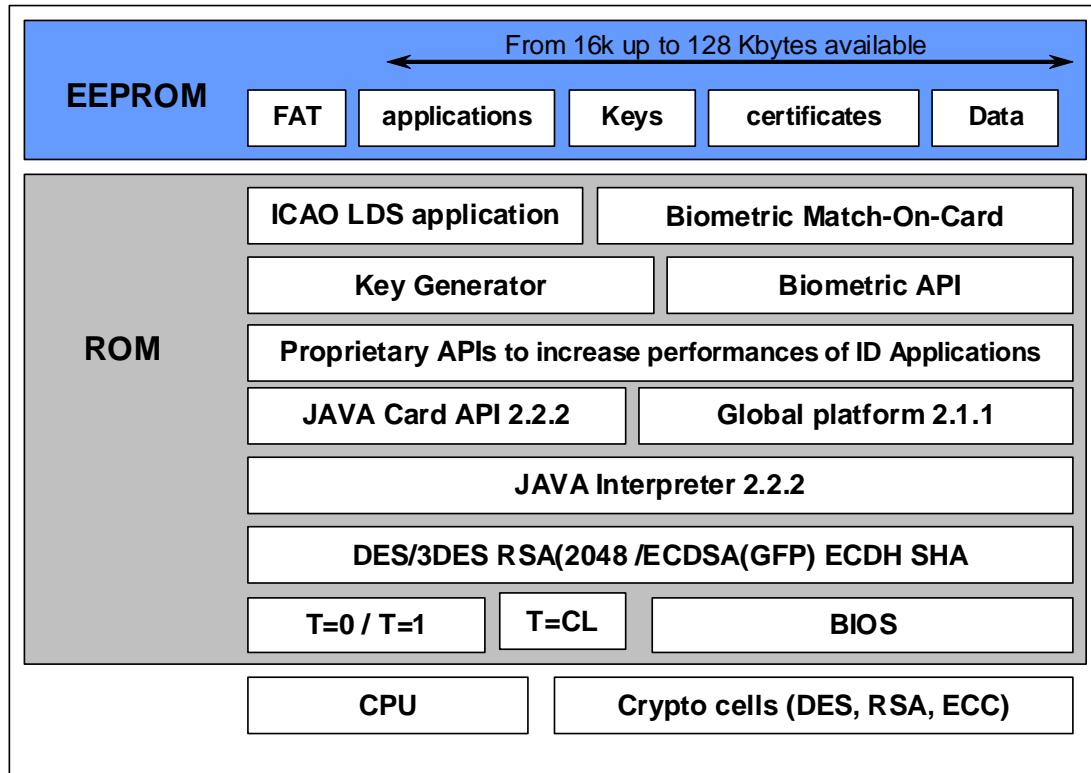 From 16k up to 128 Kbytes available
EEPROM
FAT
applications
Keys
certificates
Data
ICAO LDS application
Biometric Match-On-Card
Key Generator
Biometric API
ROM
Proprietary APIs to increase performances of ID Applications
JAVA Card API 2.2.2
Global platform 2.1.1
JAVA Interpreter 2.2.2
DES/3DES RSA(2048 /ECDSA(GFP) ECDH SHA
T=0 / T=1
T=CL
BIOS
CPU
Crypto cells (DES, RSA, ECC)